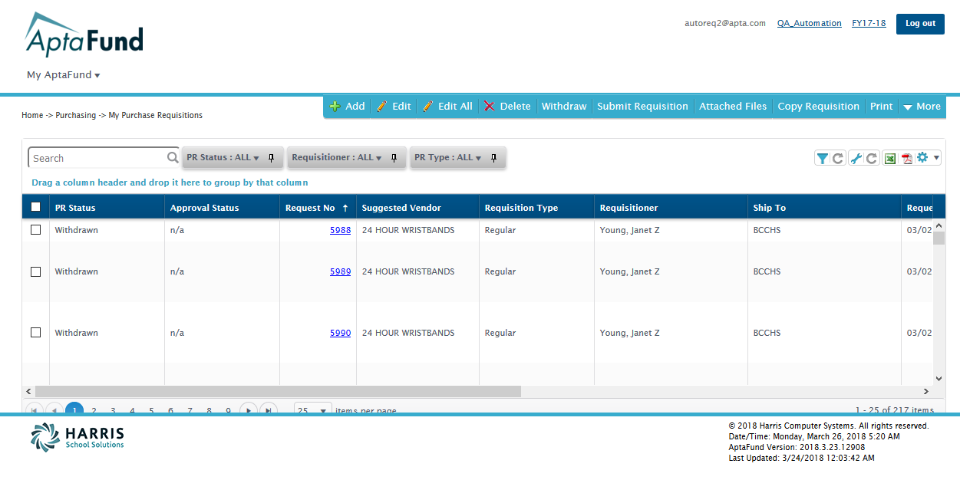 AptaFund
autoreq2@apta.com QA_Automation FY17-18 Log out
My AptaFund
Home -> Purchasing -> My Purchase Requisitions
Add Edit Edit All Delete Withdraw Submit Requisition Attached Files Copy Requisition Print More
Search PR Status : ALL Requisitioner : ALL PR Type : ALL
Drag a column header and drop it here to group by that column
PR Status Approval Status Request No ↑ Suggested Vendor Requisition Type Requisitioner Ship To Reque
Withdrawn n/a 5988 24 HOUR WRISTBANDS Regular Young, Janet Z BCCHS 03/02
Withdrawn n/a 5989 24 HOUR WRISTBANDS Regular Young, Janet Z BCCHS 03/02
Withdrawn n/a 5990 24 HOUR WRISTBANDS Regular Young, Janet Z BCCHS 03/02
1 2 3 4 5 6 7 8 9 25 items per page 1 - 25 of 217 items
HARRIS
School Solutions
© 2018 Harris Computer Systems. All rights reserved.
Date/Time: Monday, March 26, 2018 5:20 AM
AptaFund Version: 2018.3.23.12908
Last Updated: 3/24/2018 12:03:42 AM